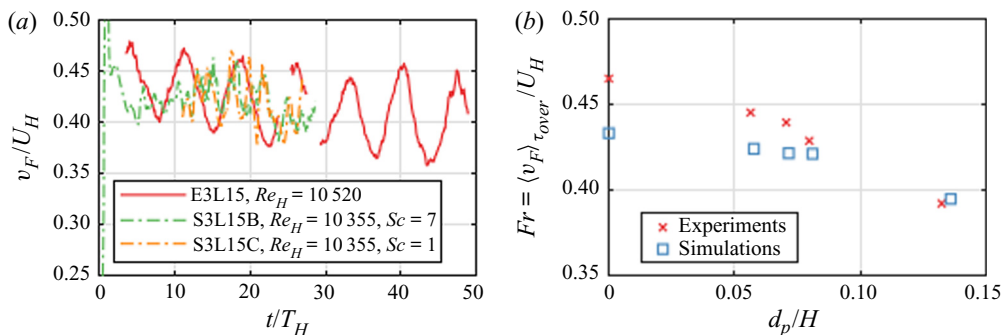 (a)
0.50
0.45
0.40
0.35
0.30
0.25
v_F/U_H
E3L15, Re_H = 10 520
S3L15B, Re_H = 10 355, Sc = 7
S3L15C, Re_H = 10 355, Sc = 1
0 10 20 30 40 50
t/T_H
(b)
0.50
0.45
0.40
0.35
Fr = ⟨v_F⟩_{τ_over}/U_H
Experiments
Simulations
0 0.05 0.10 0.15
d_p/H